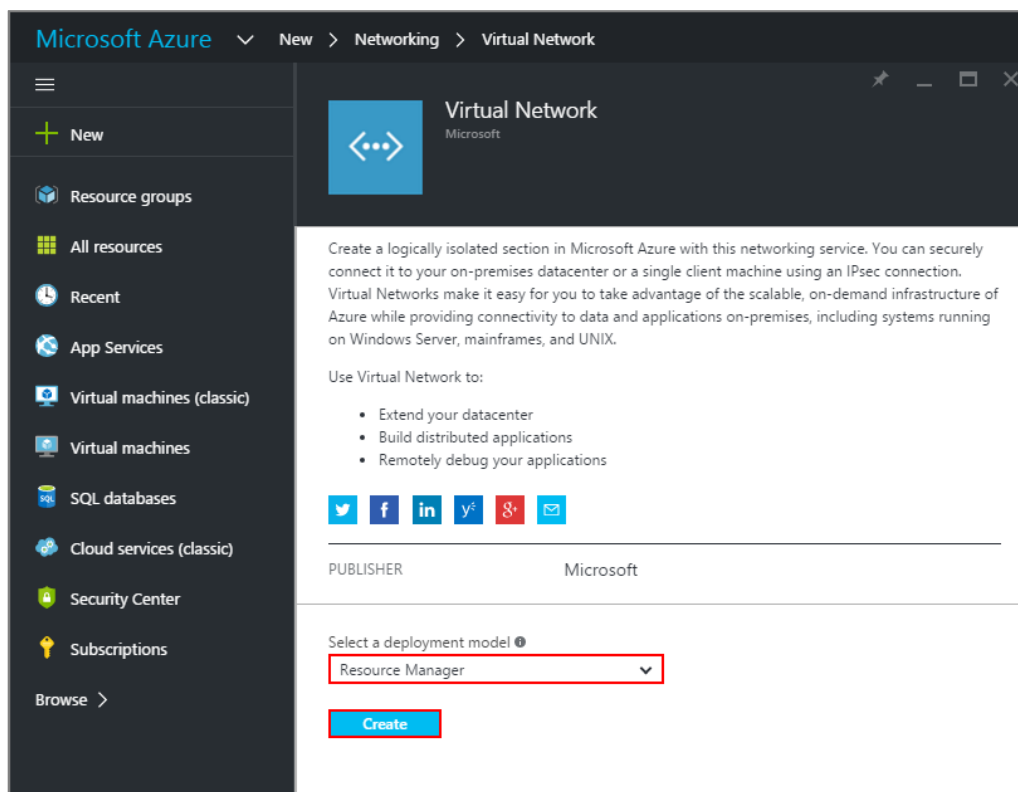 Microsoft Azure New > Networking > Virtual Network
New
Resource groups
All resources
Recent
App Services
Virtual machines (classic)
Virtual machines
SQL
SQL databases
Cloud services (classic)
Security Center
Subscriptions
Browse >
Virtual Network
Microsoft
Create a logically isolated section in Microsoft Azure with this networking service. You can securely
connect it to your on-premises datacenter or a single client machine using an IPsec connection.
Virtual Networks make it easy for you to take advantage of the scalable, on-demand infrastructure of
Azure while providing connectivity to data and applications on-premises, including systems running
on Windows Server, mainframes, and UNIX.
Use Virtual Network to:
• Extend your datacenter
• Build distributed applications
• Remotely debug your applications
f in y 8+
PUBLISHER Microsoft
Select a deployment model
Resource Manager
Create